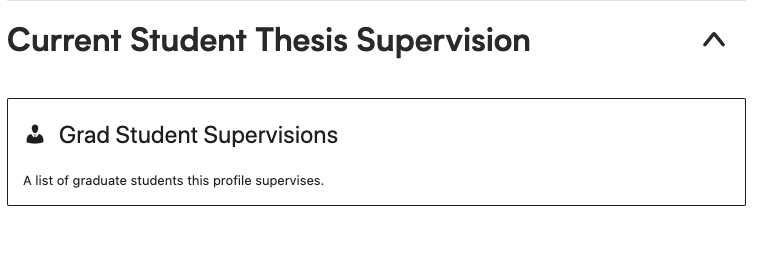 Current Student Thesis Supervision
Grad Student Supervisions
A list of graduate students this profile supervises.